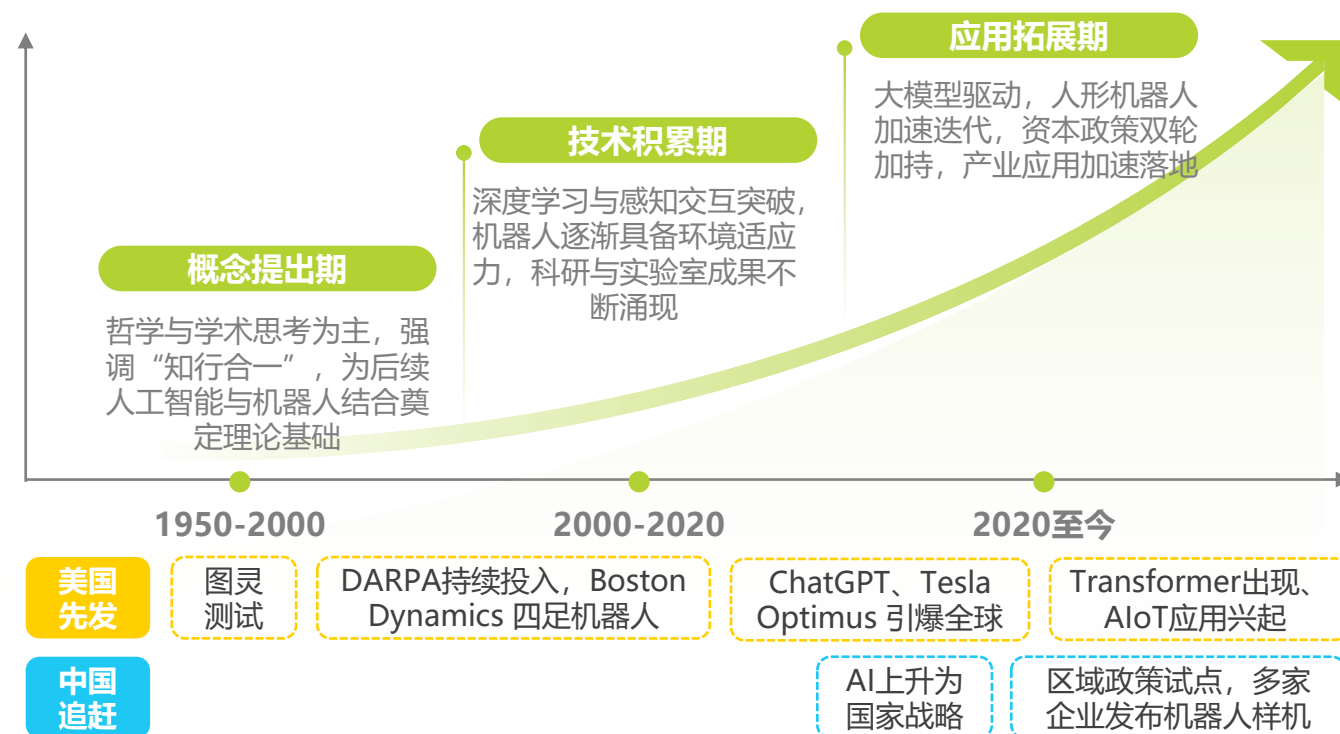 应用拓展期
大模型驱动，人形机器人
加速迭代，资本政策双轮
加持，产业应用加速落地
技术积累期
深度学习与感知交互突破，
机器人逐渐具备环境适应
力，科研与实验室成果不
断涌现
概念提出期
哲学与学术思考为主，强
调“知行合一”，为后续
人工智能与机器人结合奠
定理论基础
1950-2000
2000-2020
2020至今
美国
先发
图灵
测试
DARPA持续投入，Boston
Dynamics 四足机器人
ChatGPT、Tesla
Optimus 引爆全球
Transformer出现、
AIoT应用兴起
中国
追赶
AI上升为
国家战略
区域政策试点，多家
企业发布机器人样机